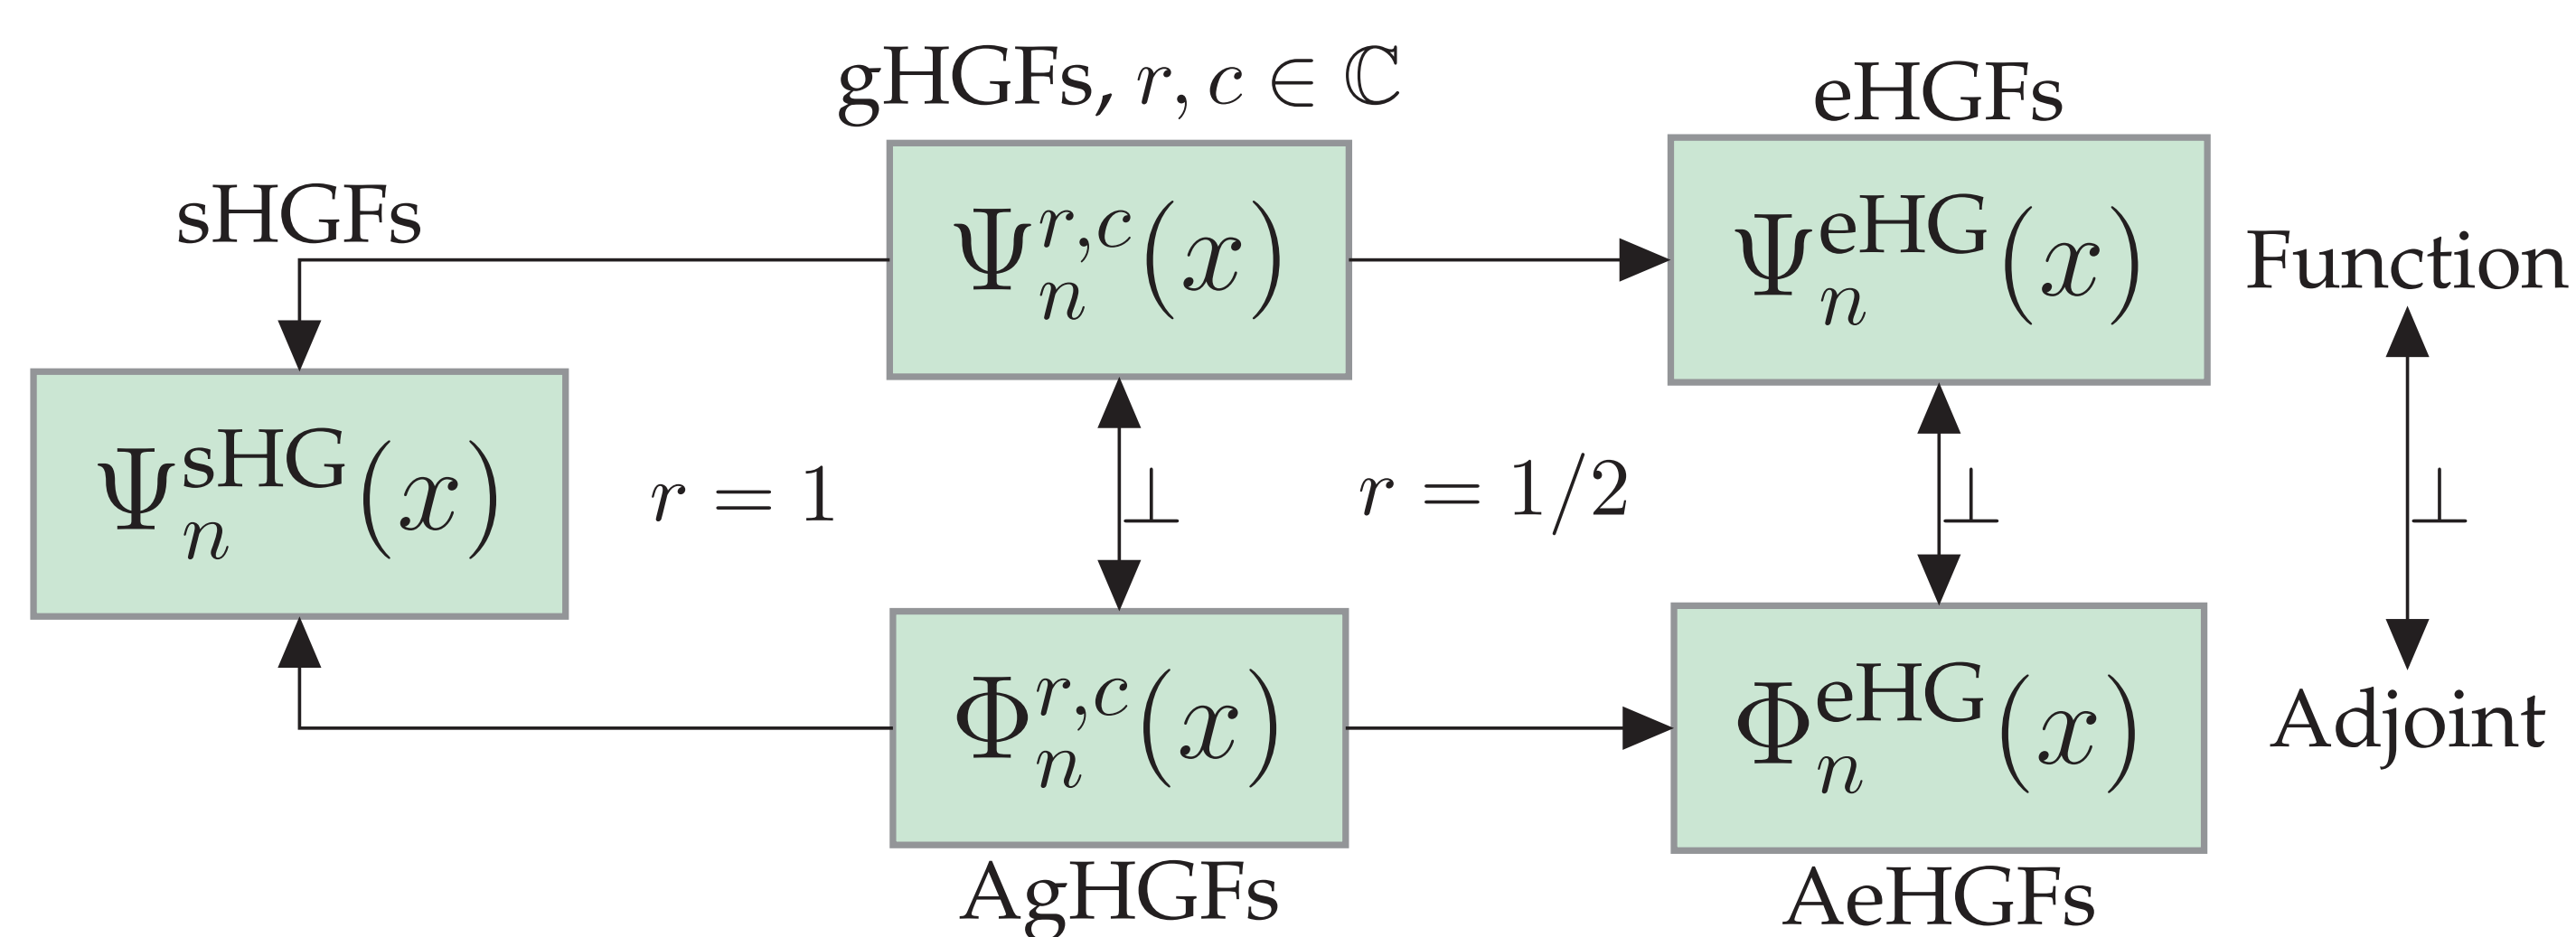 gHGFs, r, c ∈ ℂ
eHGFs
sHGFs
Ψ_n^{r,c}(x)
Ψ_n^{eHG}(x)
Function
Ψ_n^{sHG}(x)
r = 1
⊥
r = 1/2
⊥
⊥
Φ_n^{r,c}(x)
Φ_n^{eHG}(x)
Adjoint
AgHGFs
AeHGFs